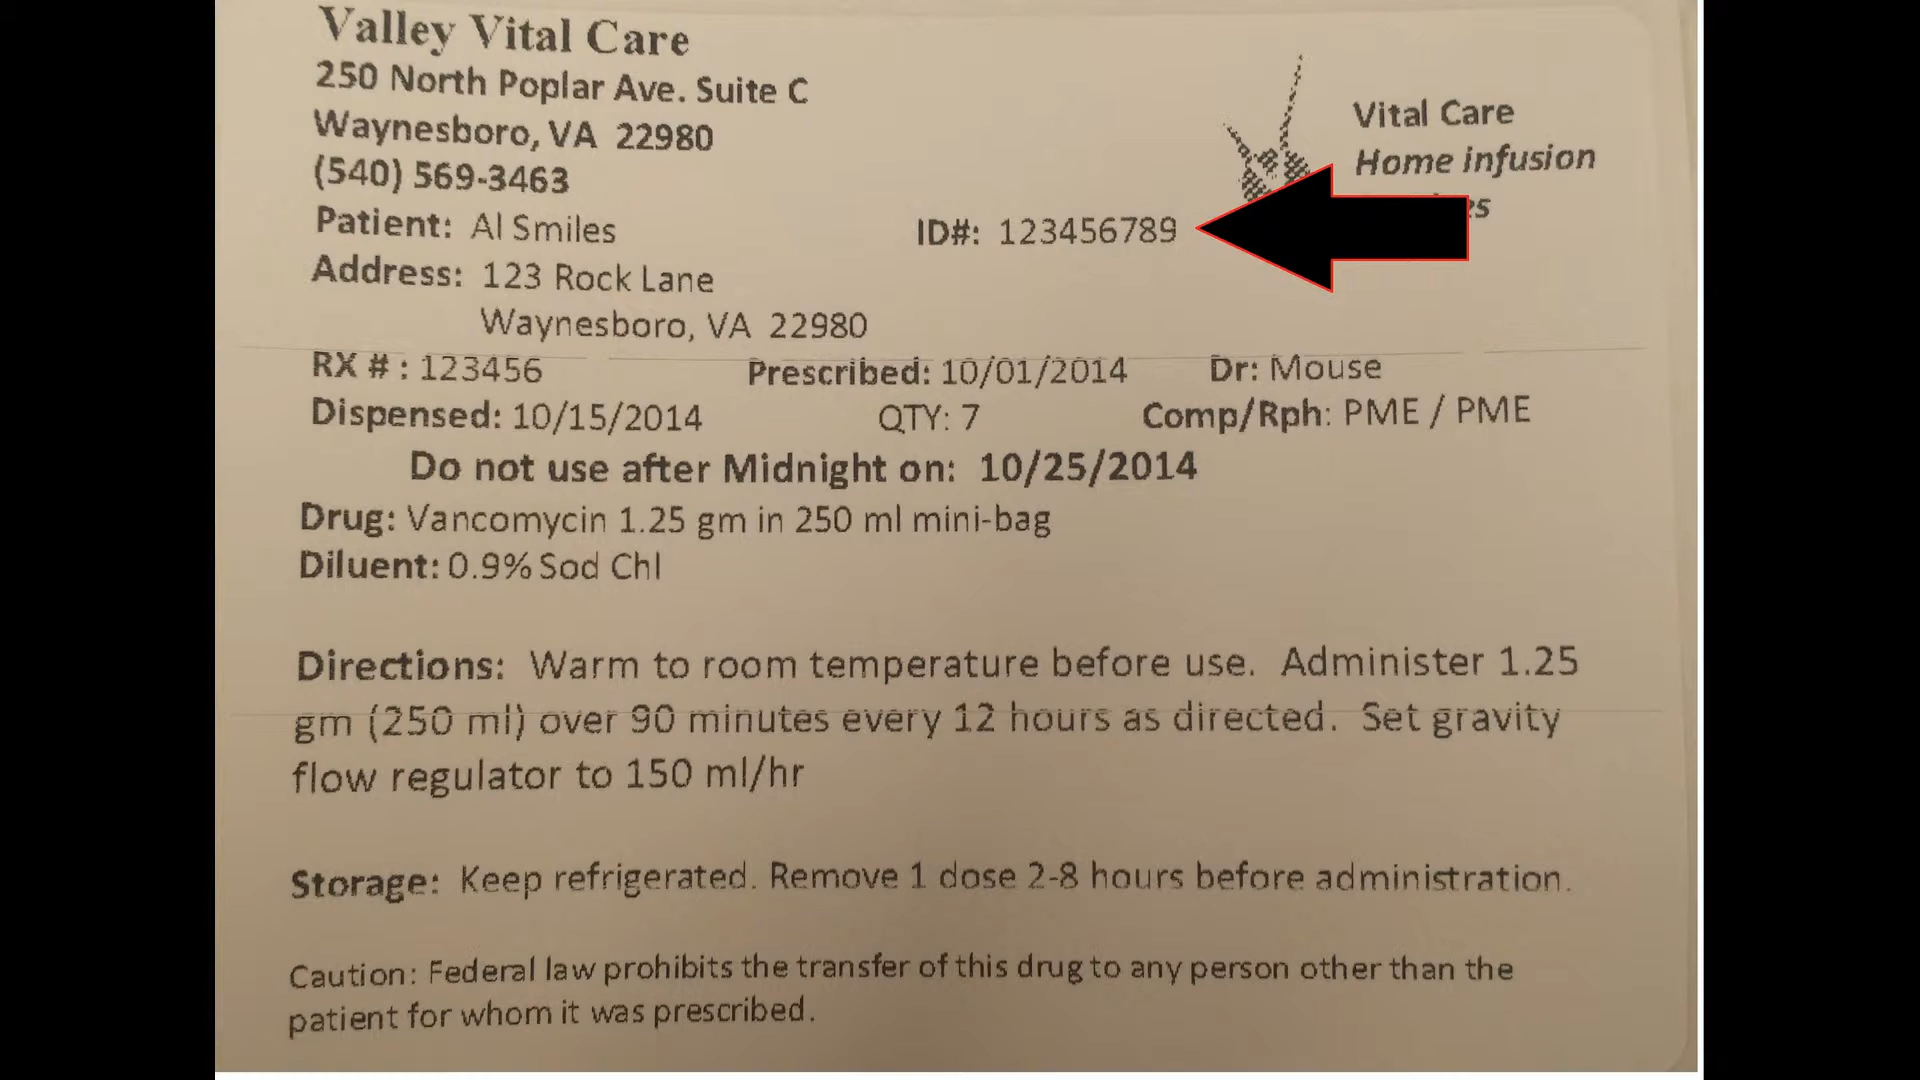 Valley Vital Care
250 North Poplar Ave. Suite C
Waynesboro, VA 22980
(540) 569-3463
Vital Care
Home infusion
Patient: Al Smiles ID#: 123456789
Address: 123 Rock Lane
Waynesboro, VA 22980
RX # : 123456 Prescribed: 10/01/2014 Dr: Mouse
Dispensed: 10/15/2014 QTY: 7 Comp/Rph: PME / PME
Do not use after Midnight on: 10/25/2014
Drug: Vancomycin 1.25 gm in 250 ml mini-bag
Diluent: 0.9% Sod Chl
Directions: Warm to room temperature before use. Administer 1.25
gm (250 ml) over 90 minutes every 12 hours as directed. Set gravity
flow regulator to 150 ml/hr
Storage: Keep refrigerated. Remove 1 dose 2-8 hours before administration.
Caution: Federal law prohibits the transfer of this drug to any person other than the
patient for whom it was prescribed.